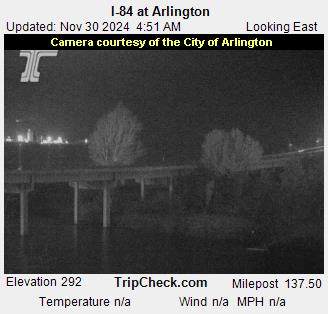 I-84 at Arlington
Updated: Nov 30 2024 4:51 AM Looking East
Camera courtesy of the City of Arlington
Elevation 292 TripCheck.com Milepost 137.50
Temperature n/a Wind n/a MPH n/a